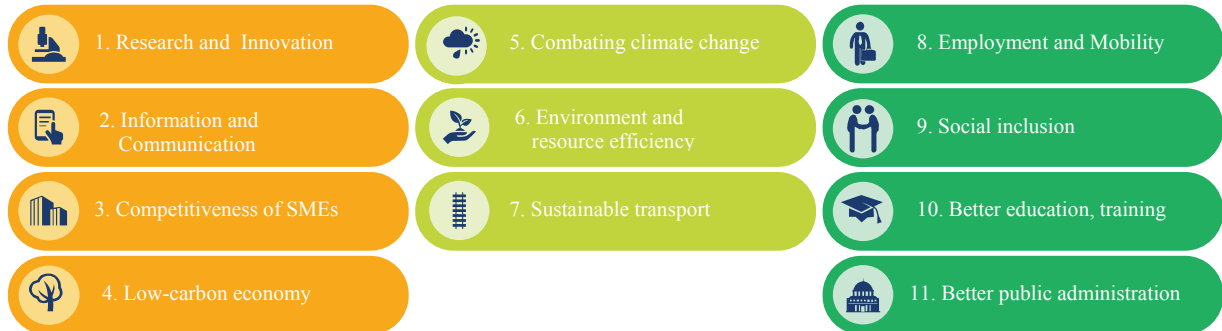 1. Research and Innovation
2. Information and
Communication
3. Competitiveness of SMEs
4. Low-carbon economy
5. Combating climate change
6. Environment and
resource efficiency
7. Sustainable transport
8. Employment and Mobility
9. Social inclusion
10. Better education, training
11. Better public administration